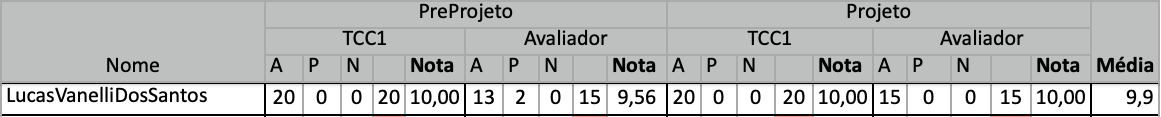 PreProjeto Projeto
TCC1 Avaliador TCC1 Avaliador
Nome A P N Nota A P N Nota A P N Nota A P N Nota Média
LucasVanelliDosSantos 20 0 0 20 10,00 13 2 0 15 9,56 20 0 0 20 10,00 15 0 0 15 10,00 9,9